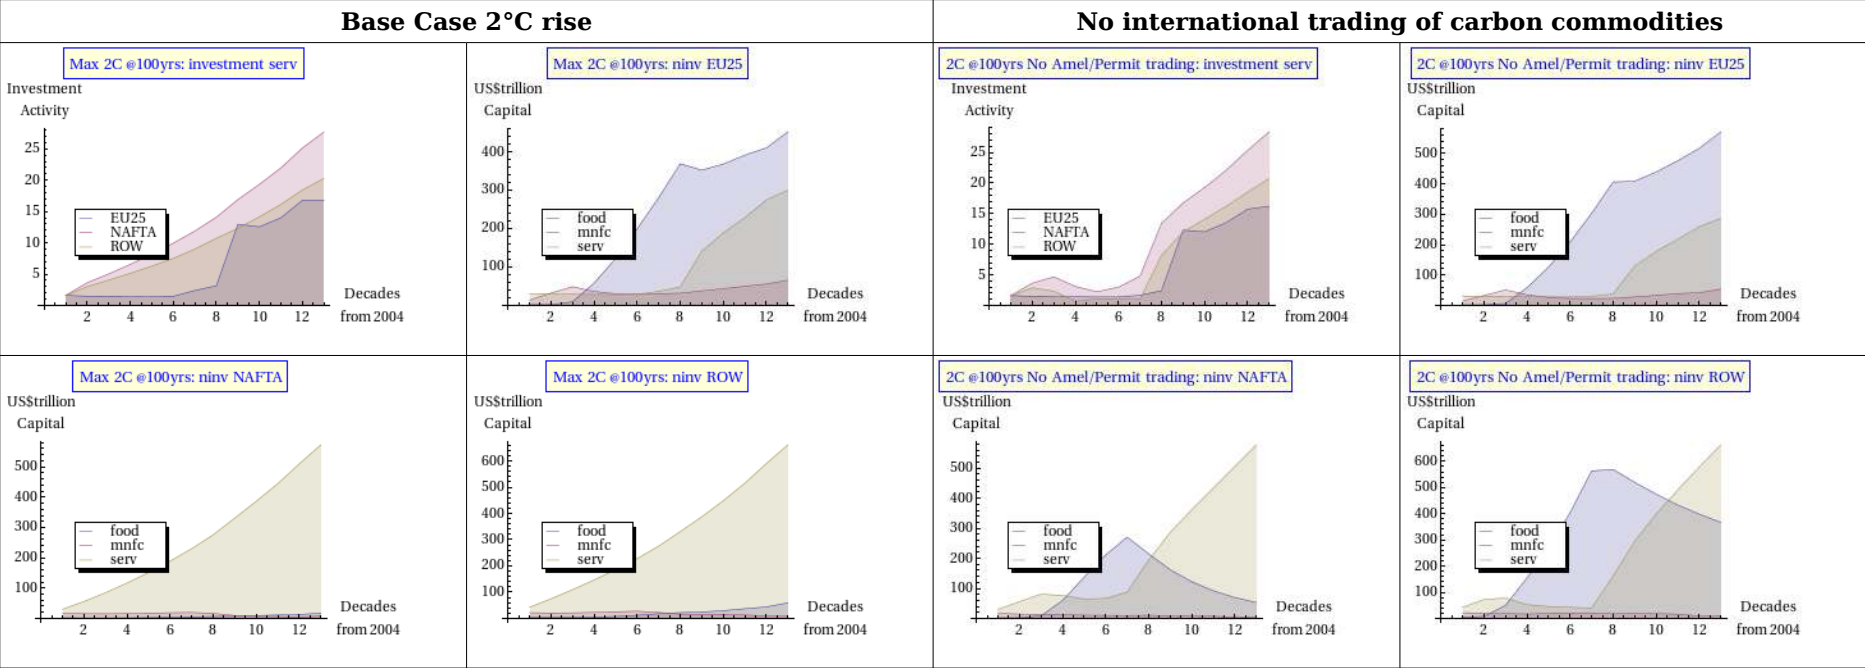 Base Case 2°C rise
No international trading of carbon commodities
Max 2C @100yrs: investment serv
Investment
Activity
25
20
15
10
5
EU25
NAFTA
ROW
2 4 6 8 10 12
Decades
from 2004
Max 2C @100yrs: ninv EU25
US$trillion
Capital
400
300
200
100
food
mnfc
serv
2 4 6 8 10 12
Decades
from 2004
2C @100yrs No Amel/Permit trading: investment serv
Investment
Activity
25
20
15
10
5
EU25
NAFTA
ROW
2 4 6 8 10 12
Decades
from 2004
2C @100yrs No Amel/Permit trading: ninv EU25
US$trillion
Capital
500
400
300
200
100
food
mnfc
serv
2 4 6 8 10 12
Decades
from 2004
Max 2C @100yrs: ninv NAFTA
US$trillion
Capital
500
400
300
200
100
food
mnfc
serv
2 4 6 8 10 12
Decades
from 2004
Max 2C @100yrs: ninv ROW
US$trillion
Capital
600
500
400
300
200
100
food
mnfc
serv
2 4 6 8 10 12
Decades
from 2004
2C @100yrs No Amel/Permit trading: ninv NAFTA
US$trillion
Capital
500
400
300
200
100
food
mnfc
serv
2 4 6 8 10 12
Decades
from 2004
2C @100yrs No Amel/Permit trading: ninv ROW
US$trillion
Capital
600
500
400
300
200
100
food
mnfc
serv
2 4 6 8 10 12
Decades
from 2004